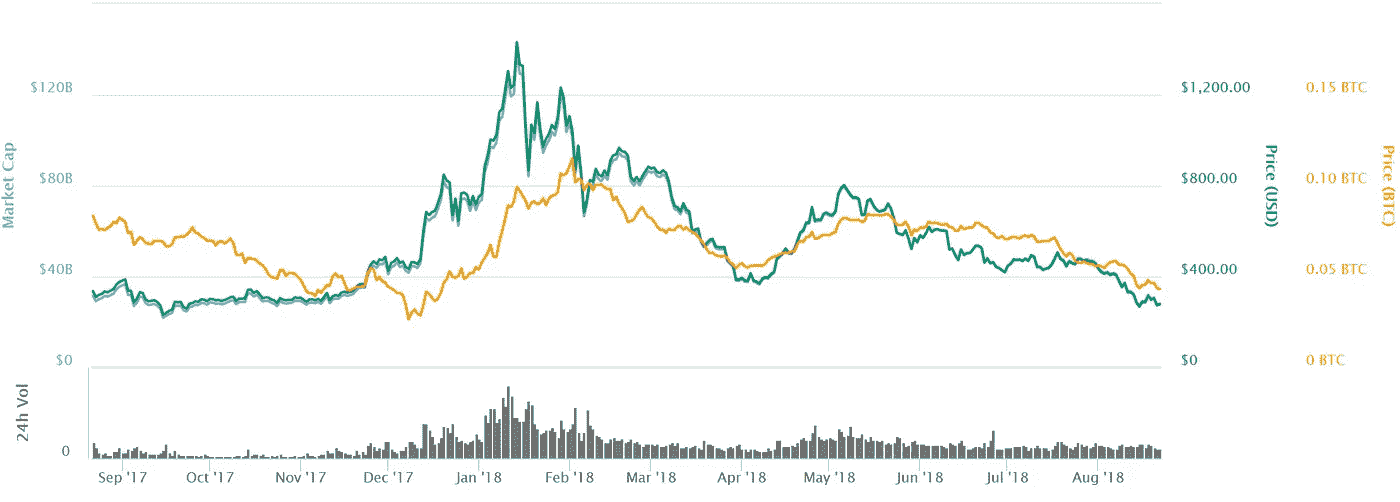 $120B
$80B
$40B
$0
Market Cap
$1,200.00
$800.00
$400.00
$0
Price (USD)
0.15 BTC
0.10 BTC
0.05 BTC
0 BTC
Price (BTC)
24h Vol
0
Sep '17 Oct '17 Nov '17 Dec '17 Jan '18 Feb '18 Mar '18 Apr '18 May '18 Jun '18 Jul '18 Aug '18